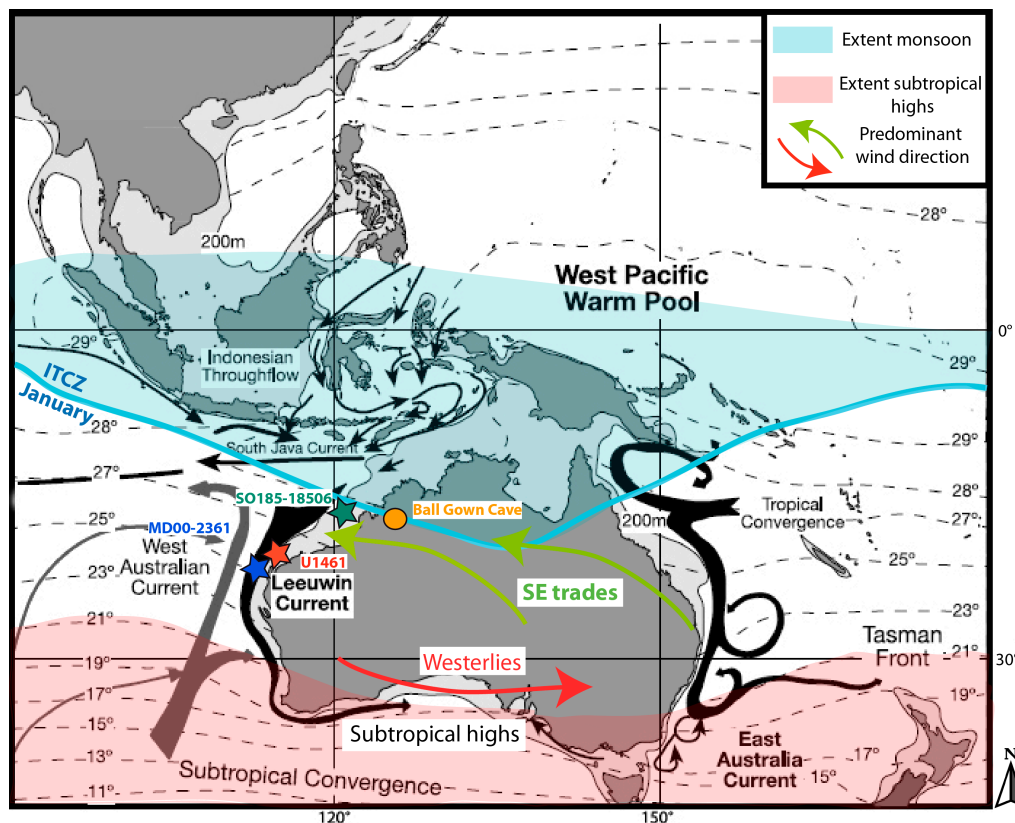 Extent monsoon
Extent subtropical
highs
Predominant
wind direction
28°
200m
West Pacific
Warm Pool
0°
29°
Indonesian
Throughflow
29°
ITCZ
January
28°
29°
South Java Current
27°
SO185-18506
28°
Ball Gown Cave
200m
Tropical
Convergence
27°
25°
MD00-2361
West
Australian
Current
U1461
25°
23°
Leeuwin
Current
SE trades
23°
21°
Tasman
Front
21°
30°
19°
Westerlies
17°
19°
15°
Subtropical highs
East
Australia
Current
17°
13°
15°
N
Subtropical Convergence
11°
120°
150°